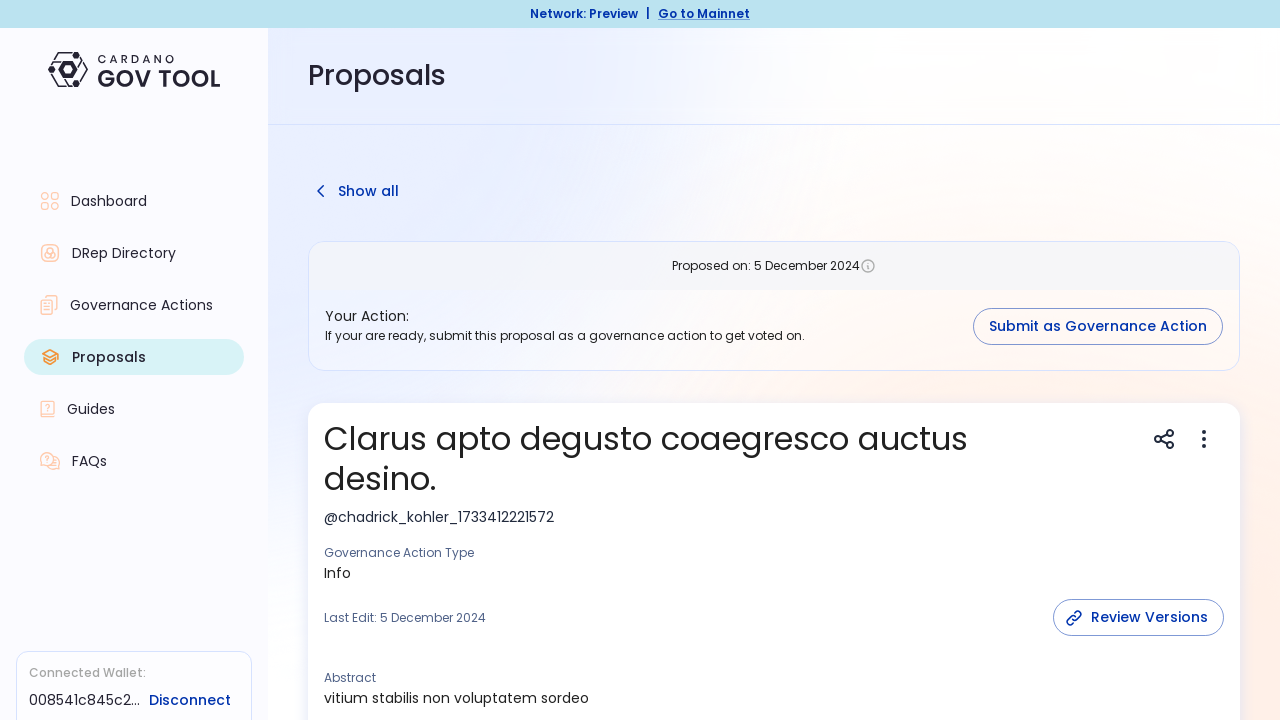 Network: Preview | Go to Mainnet
CARDANO
GOV TOOL
Proposals
Dashboard
DRep Directory
Governance Actions
Proposals
Guides
FAQs
Connected Wallet:
008541c845c2... Disconnect
Show all
Proposed on: 5 December 2024
Your Action:
If your are ready, submit this proposal as a governance action to get voted on.
Submit as Governance Action
Clarus apto degusto coaegresco auctus
desino.
@chadrick_kohler_1733412221572
Governance Action Type
Info
Last Edit: 5 December 2024
Review Versions
Abstract
vitium stabilis non voluptatem sordeo